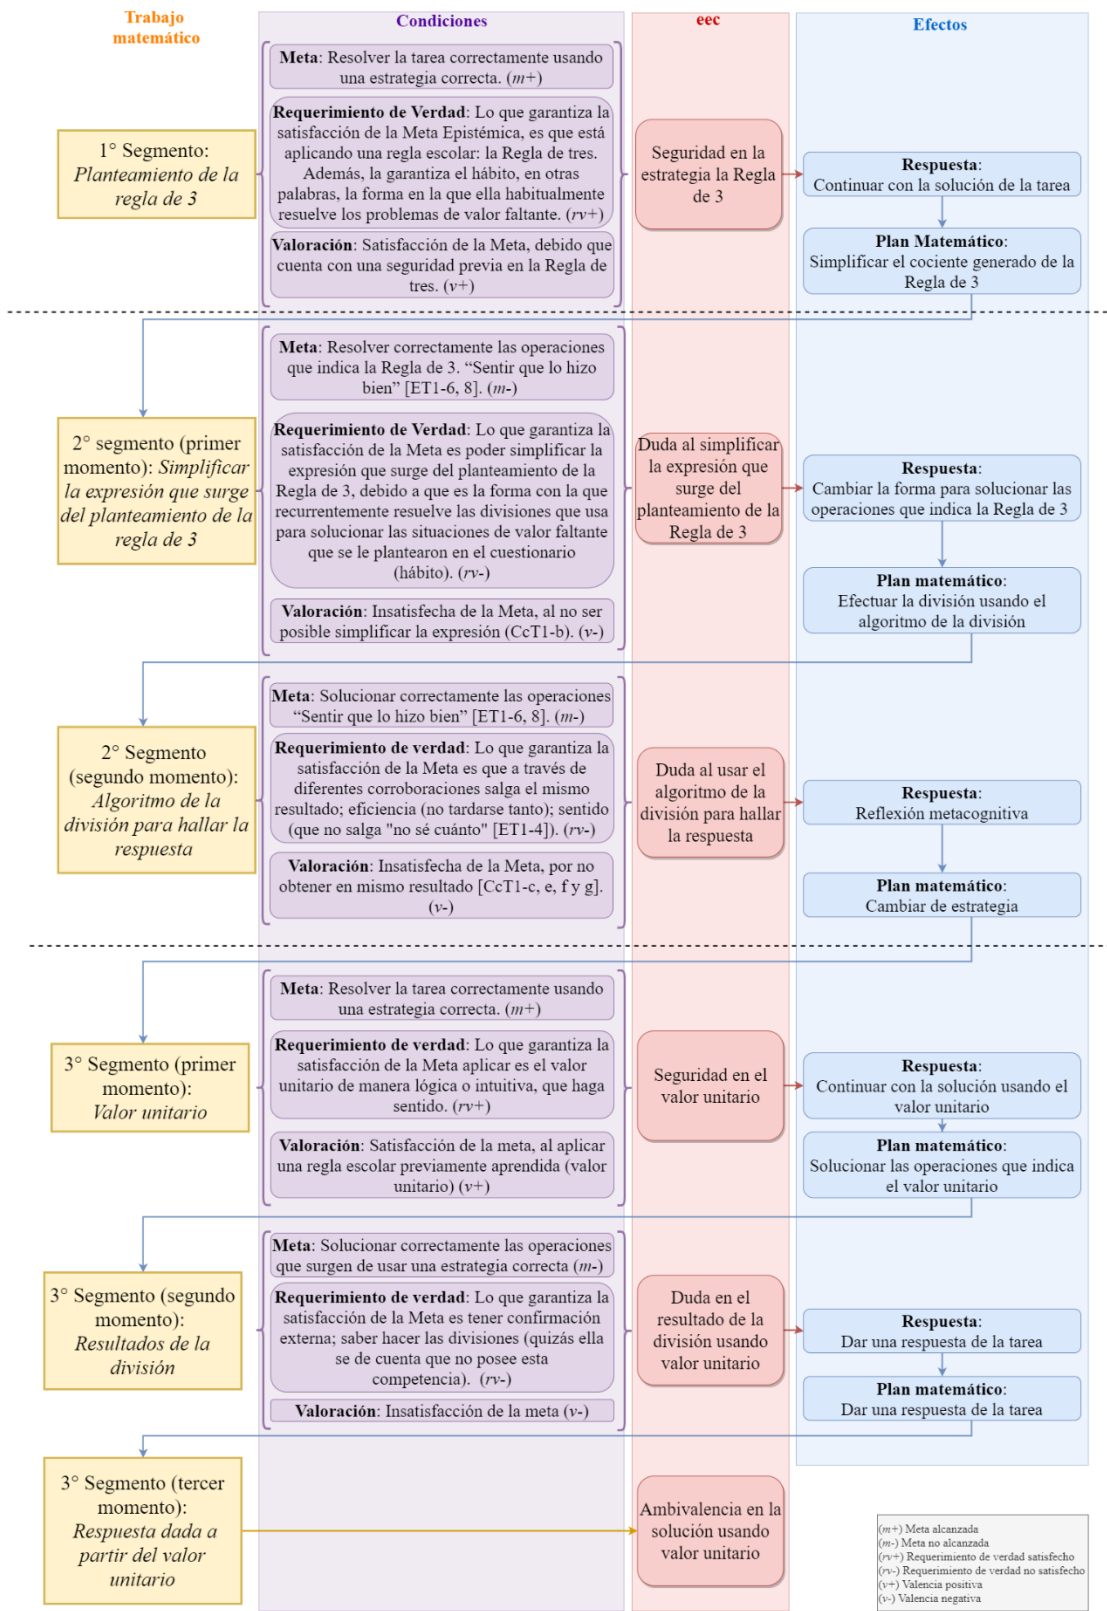 Trabajo
matemático
Condiciones
eec
Efectos
1° Segmento:
Planteamiento de la
regla de 3
Meta: Resolver la tarea correctamente usando
una estrategia correcta. (m+)
Requerimiento de Verdad: Lo que garantiza la
satisfacción de la Meta Epistémica, es que está
aplicando una regla escolar: la Regla de tres.
Además, la garantiza el hábito, en otras
palabras, la forma en la que ella habitualmente
resuelve los problemas de valor faltante. (rv+)
Valoración: Satisfacción de la Meta, debido que
cuenta con una seguridad previa en la Regla de
tres. (v+)
Seguridad en la
estrategia la Regla
de 3
Respuesta:
Continuar con la solución de la tarea
Plan Matemático:
Simplificar el cociente generado de la
Regla de 3
2° segmento (primer
momento): Simplificar
la expresión que surge
del planteamiento de la
regla de 3
Meta: Resolver correctamente las operaciones
que indica la Regla de 3. “Sentir que lo hizo
bien” [ET1-6, 8]. (m-)
Requerimiento de Verdad: Lo que garantiza la
satisfacción de la Meta es poder simplificar la
expresión que surge del planteamiento de la
Regla de 3, debido a que es la forma con la que
recurrentemente resuelve las divisiones que usa
para solucionar las situaciones de valor faltante
que se le plantearon en el cuestionario
(hábito). (rv-)
Valoración: Insatisfecha de la Meta, al no ser
posible simplificar la expresión (CcT1-b). (v-)
Duda al simplificar
la expresión que
surge del
planteamiento de la
Regla de 3
Respuesta:
Cambiar la forma para solucionar las
operaciones que indica la Regla de 3
Plan matemático:
Efectuar la división usando el
algoritmo de la división
2° Segmento
(segundo momento):
Algoritmo de la
división para hallar la
respuesta
Meta: Solucionar correctamente las operaciones
“Sentir que lo hizo bien” [ET1-6, 8]. (m-)
Requerimiento de verdad: Lo que garantiza la
satisfacción de la Meta es que a través de
diferentes corroboraciones salga el mismo
resultado; eficiencia (no tardarse tanto); sentido
(que no salga "no sé cuánto" [ET1-4]). (rv-)
Valoración: Insatisfecha de la Meta, por no
obtener en mismo resultado [CcT1-c, e, f y g].
(v-)
Duda al usar el
algoritmo de la
división para hallar
la respuesta
Respuesta:
Reflexión metacognitiva
Plan matemático:
Cambiar de estrategia
3° Segmento (primer
momento):
Valor unitario
Meta: Resolver la tarea correctamente usando
una estrategia correcta. (m+)
Requerimiento de verdad: Lo que garantiza la
satisfacción de la Meta aplicar es el valor
unitario de manera lógica o intuitiva, que haga
sentido. (rv+)
Valoración: Satisfacción de la meta, al aplicar
una regla escolar previamente aprendida (valor
unitario) (v+)
Seguridad en el
valor unitario
Respuesta:
Continuar con la solución usando el
valor unitario
Plan matemático:
Solucionar las operaciones que indica
el valor unitario
3° Segmento (segundo
momento):
Resultados de la
división
Meta: Solucionar correctamente las operaciones
que surgen de usar una estrategia correcta (m-)
Requerimiento de verdad: Lo que garantiza la
satisfacción de la Meta es tener confirmación
externa; saber hacer las divisiones (quizás ella
se de cuenta que no posee esta
competencia). (rv-)
Valoración: Insatisfacción de la meta (v-)
Duda en el
resultado de la
división usando
valor unitario
Respuesta:
Dar una respuesta de la tarea
Plan matemático:
Dar una respuesta de la tarea
3° Segmento (tercer
momento):
Respuesta dada a
partir del valor
unitario
Ambivalencia en la
solución usando
valor unitario
(m+) Meta alcanzada
(m-) Meta no alcanzada
(rv+) Requerimiento de verdad satisfecho
(rv-) Requerimiento de verdad no satisfecho
(v+) Valencia positiva
(v-) Valencia negativa